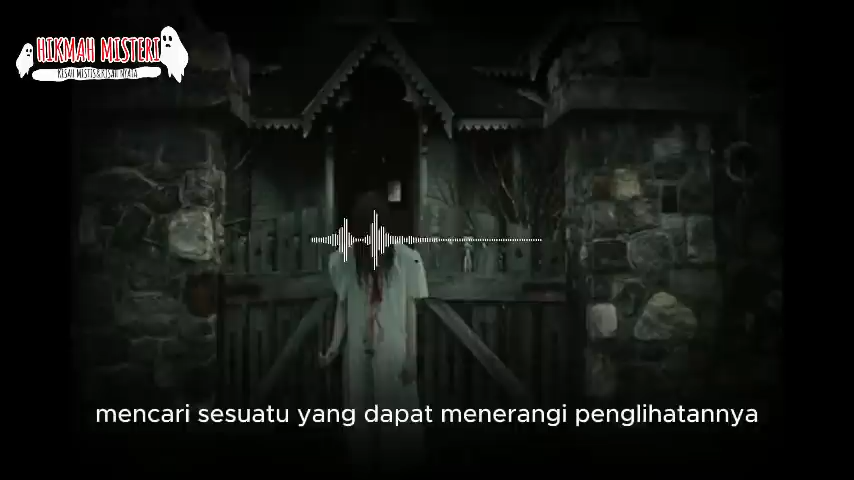 HIKMAH MISTERI
mencari sesuatu yang dapat menerangi penglihatannya